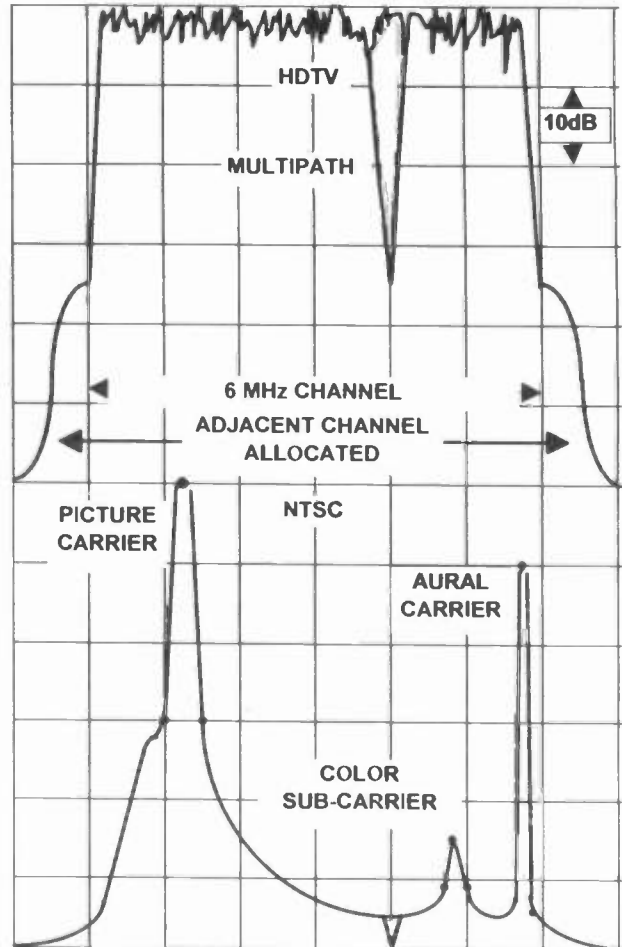 HDTV
10dB
MULTIPATH
6 MHz CHANNEL
ADJACENT CHANNEL
ALLOCATED
PICTURE
CARRIER
NTSC
AURAL
CARRIER
COLOR
SUB-CARRIER